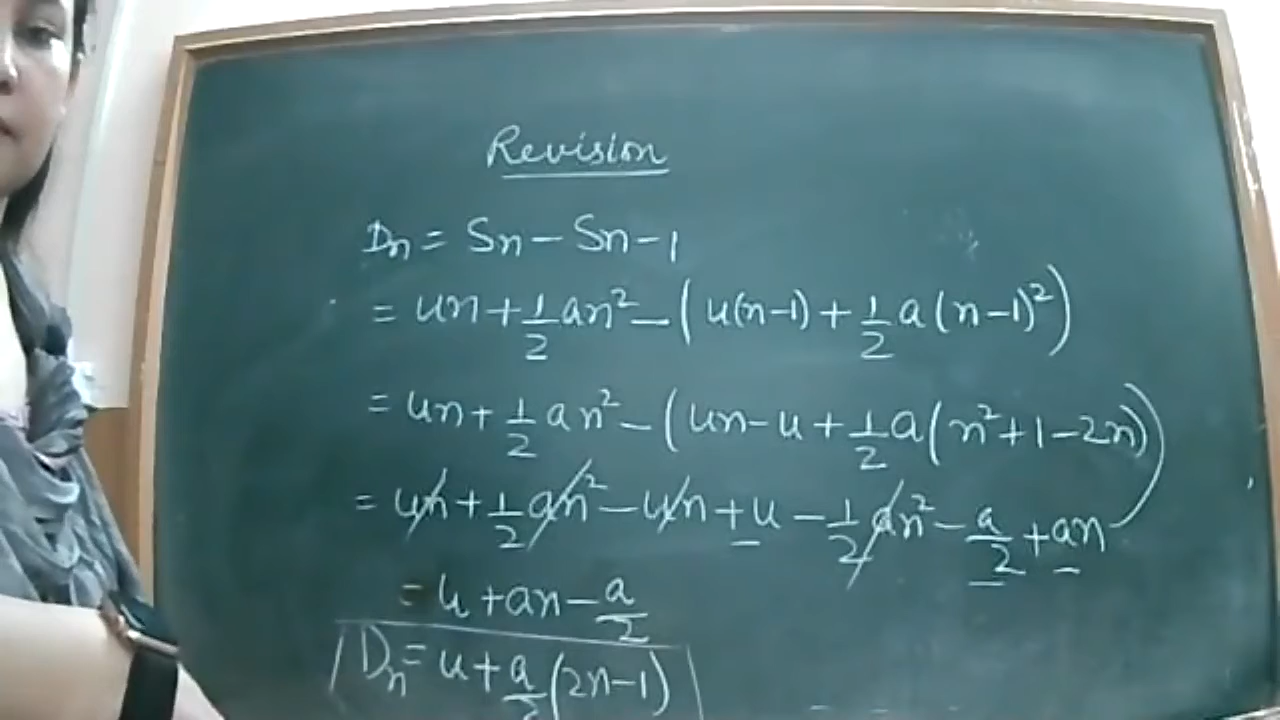 Revision
Dn = Sn - Sn - 1
= un + 1/2 an² - (u(n-1) + 1/2 a(n-1)²)
= un + 1/2 an² - (un - u + 1/2 a(n² + 1 - 2n))
= un + 1/2 an² - un + u - 1/2 an² - a/2 + an
= u + an - a/2
Dn = u + a/2 (2n-1)